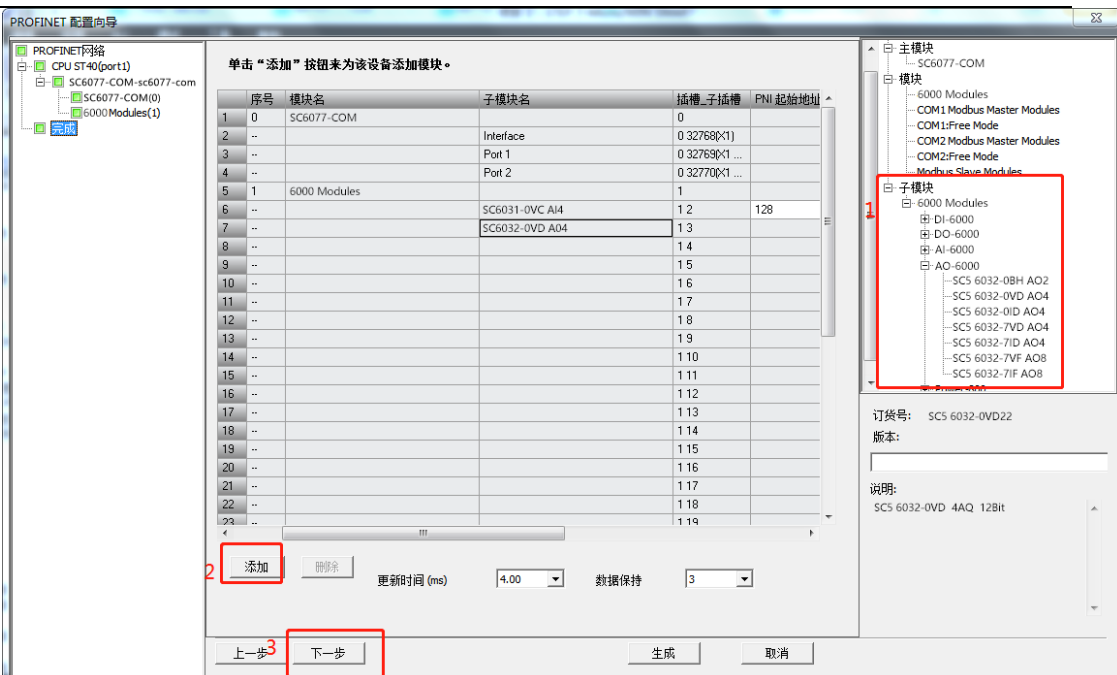 PROFINET 配置向导
PROFINET网络
CPU ST40(port1)
SC6077-COM-sc6077-com
SC6077-COM(0)
6000Modules(1)
完成
单击“添加”按钮来为该设备添加模块。
序号 模块名 子模块名 插槽_子插槽 PNI 起始地址
1 0 SC6077-COM 0
2 -- Interface 0 32768(X1)
3 -- Port 1 0 32769(X1 ...
4 -- Port 2 0 32770(X1 ...
5 1 6000 Modules 1
6 -- SC6031-0VC AI4 1 2 128
7 -- SC6032-0VD A04 1 3
8 -- 1 4
9 -- 1 5
10 -- 1 6
11 -- 1 7
12 -- 1 8
13 -- 1 9
14 -- 1 10
15 -- 1 11
16 -- 1 12
17 -- 1 13
18 -- 1 14
19 -- 1 15
20 -- 1 16
21 -- 1 17
22 -- 1 18
23 -- 1 19
2
添加
删除
更新时间 (ms) 4.00
数据保持 3
上一步
3
下一步
生成
取消
主模块
SC6077-COM
模块
6000 Modules
COM1 Modbus Master Modules
COM1:Free Mode
COM2 Modbus Master Modules
COM2:Free Mode
Modbus Slave Modules
1
子模块
6000 Modules
DI-6000
DO-6000
AI-6000
AO-6000
SC5 6032-0BH AO2
SC5 6032-0VD AO4
SC5 6032-0ID AO4
SC5 6032-7VD AO4
SC5 6032-7ID AO4
SC5 6032-7VF AO8
SC5 6032-7IF AO8
订货号: SC5 6032-0VD22
版本:
说明:
SC5 6032-0VD 4AQ 12Bit